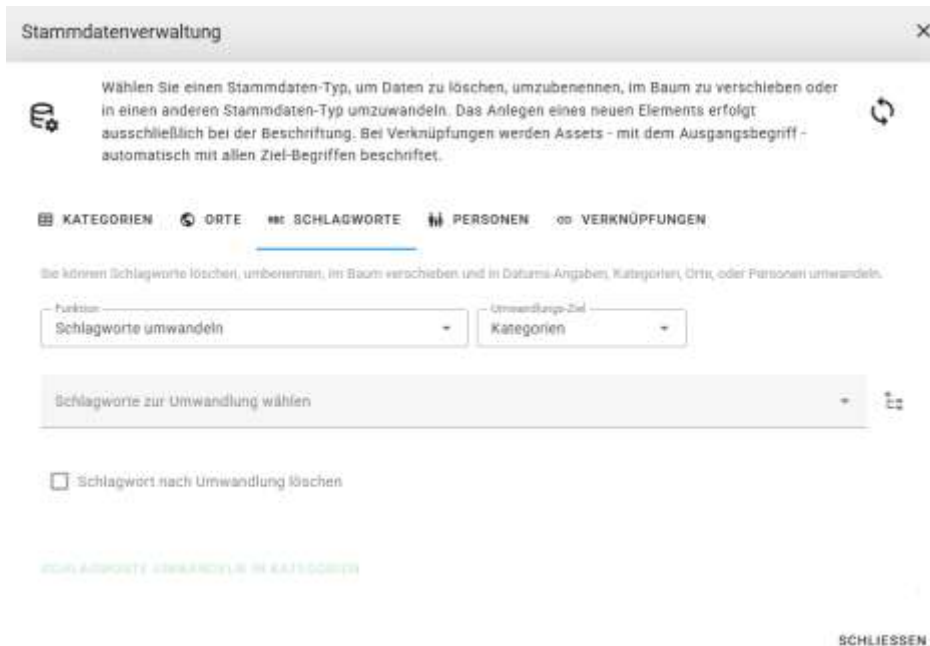 Stammdatenverwaltung
Wählen Sie einen Stammdaten-Typ, um Daten zu löschen, umzubenennen, im Baum zu verschieben oder
in einen anderen Stammdaten-Typ umzuwandeln. Das Anlegen eines neuen Elements erfolgt
ausschließlich bei der Beschriftung. Bei Verknüpfungen werden Assets - mit dem Ausgangsbegriff -
automatisch mit allen Ziel-Begriffen beschriftet.
KATEGORIEN ORTE ABC SCHLAGWORTE PERSONEN VERKNÜPFUNGEN
Sie können Schlagworte löschen, umbenennen, im Baum verschieben und in Datums-Angaben, Kategorien, Orte, oder Personen umwandeln.
Funktion Umwandlungs-Ziel
Schlagworte umwandeln Kategorien
Schlagworte zur Umwandlung wählen
Schlagwort nach Umwandlung löschen
SCHLAGWORTE UMWANDELN IN KATEGORIEN
SCHLIESSEN